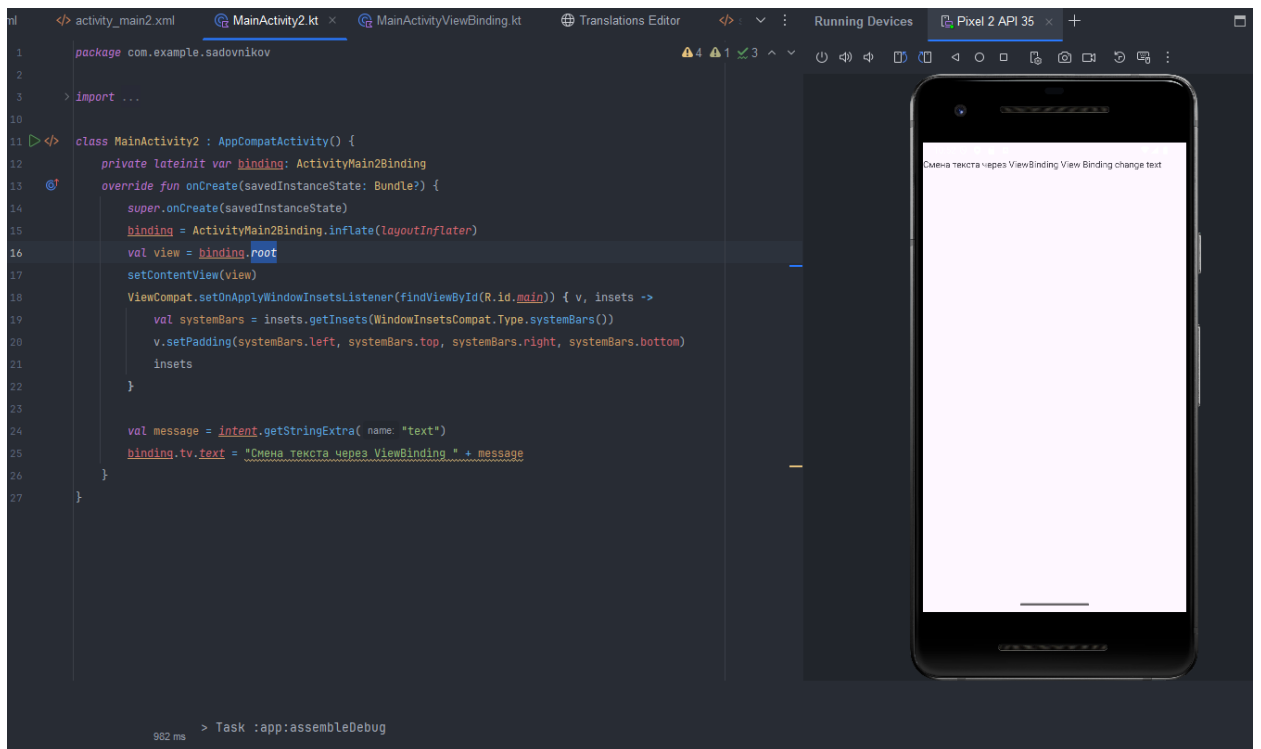 ml activity_main2.xml MainActivity2.kt MainActivityViewBinding.kt Translations Editor Running Devices Pixel 2 API 35
4 1 3
1 package com.example.sadovnikov
2
3 import ...
10
11 class MainActivity2 : AppCompatActivity() {
12 private lateinit var binding: ActivityMain2Binding
13 override fun onCreate(savedInstanceState: Bundle?) {
14 super.onCreate(savedInstanceState)
15 binding = ActivityMain2Binding.inflate(layoutInflater)
16 val view = binding.root
17 setContentView(view)
18 ViewCompat.setOnApplyWindowInsetsListener(findViewById(R.id.main)) { v, insets ->
19 val systemBars = insets.getInsets(WindowInsetsCompat.Type.systemBars())
20 v.setPadding(systemBars.left, systemBars.top, systemBars.right, systemBars.bottom)
21 insets
22 }
23
24 val message = intent.getStringExtra( name: "text")
25 binding.tv.text = "Смена текста через ViewBinding " + message
26 }
27 }
Смена текста через ViewBinding View Binding change text
> Task :app:assembleDebug
982 ms